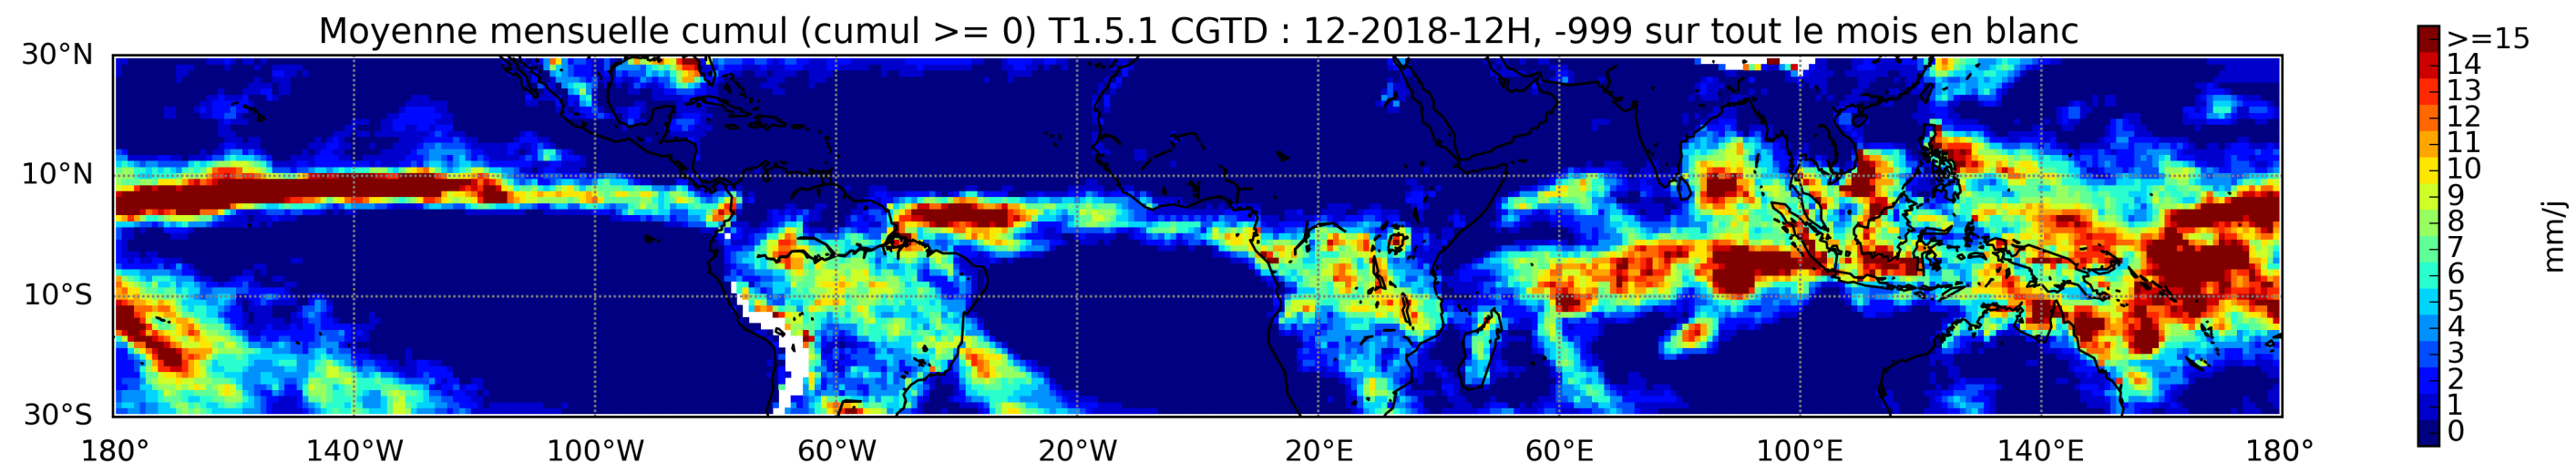 Moyenne mensuelle cumul (cumul >= 0) T1.5.1 CGTD : 12-2018-12H, -999 sur tout le mois en blanc
30°N
10°N
10°S
30°S
180° 140°W 100°W 60°W 20°W 20°E 60°E 100°E 140°E 180°
>=15
14
13
12
11
10
9
8
7
6
5
4
3
2
1
0
mm/j